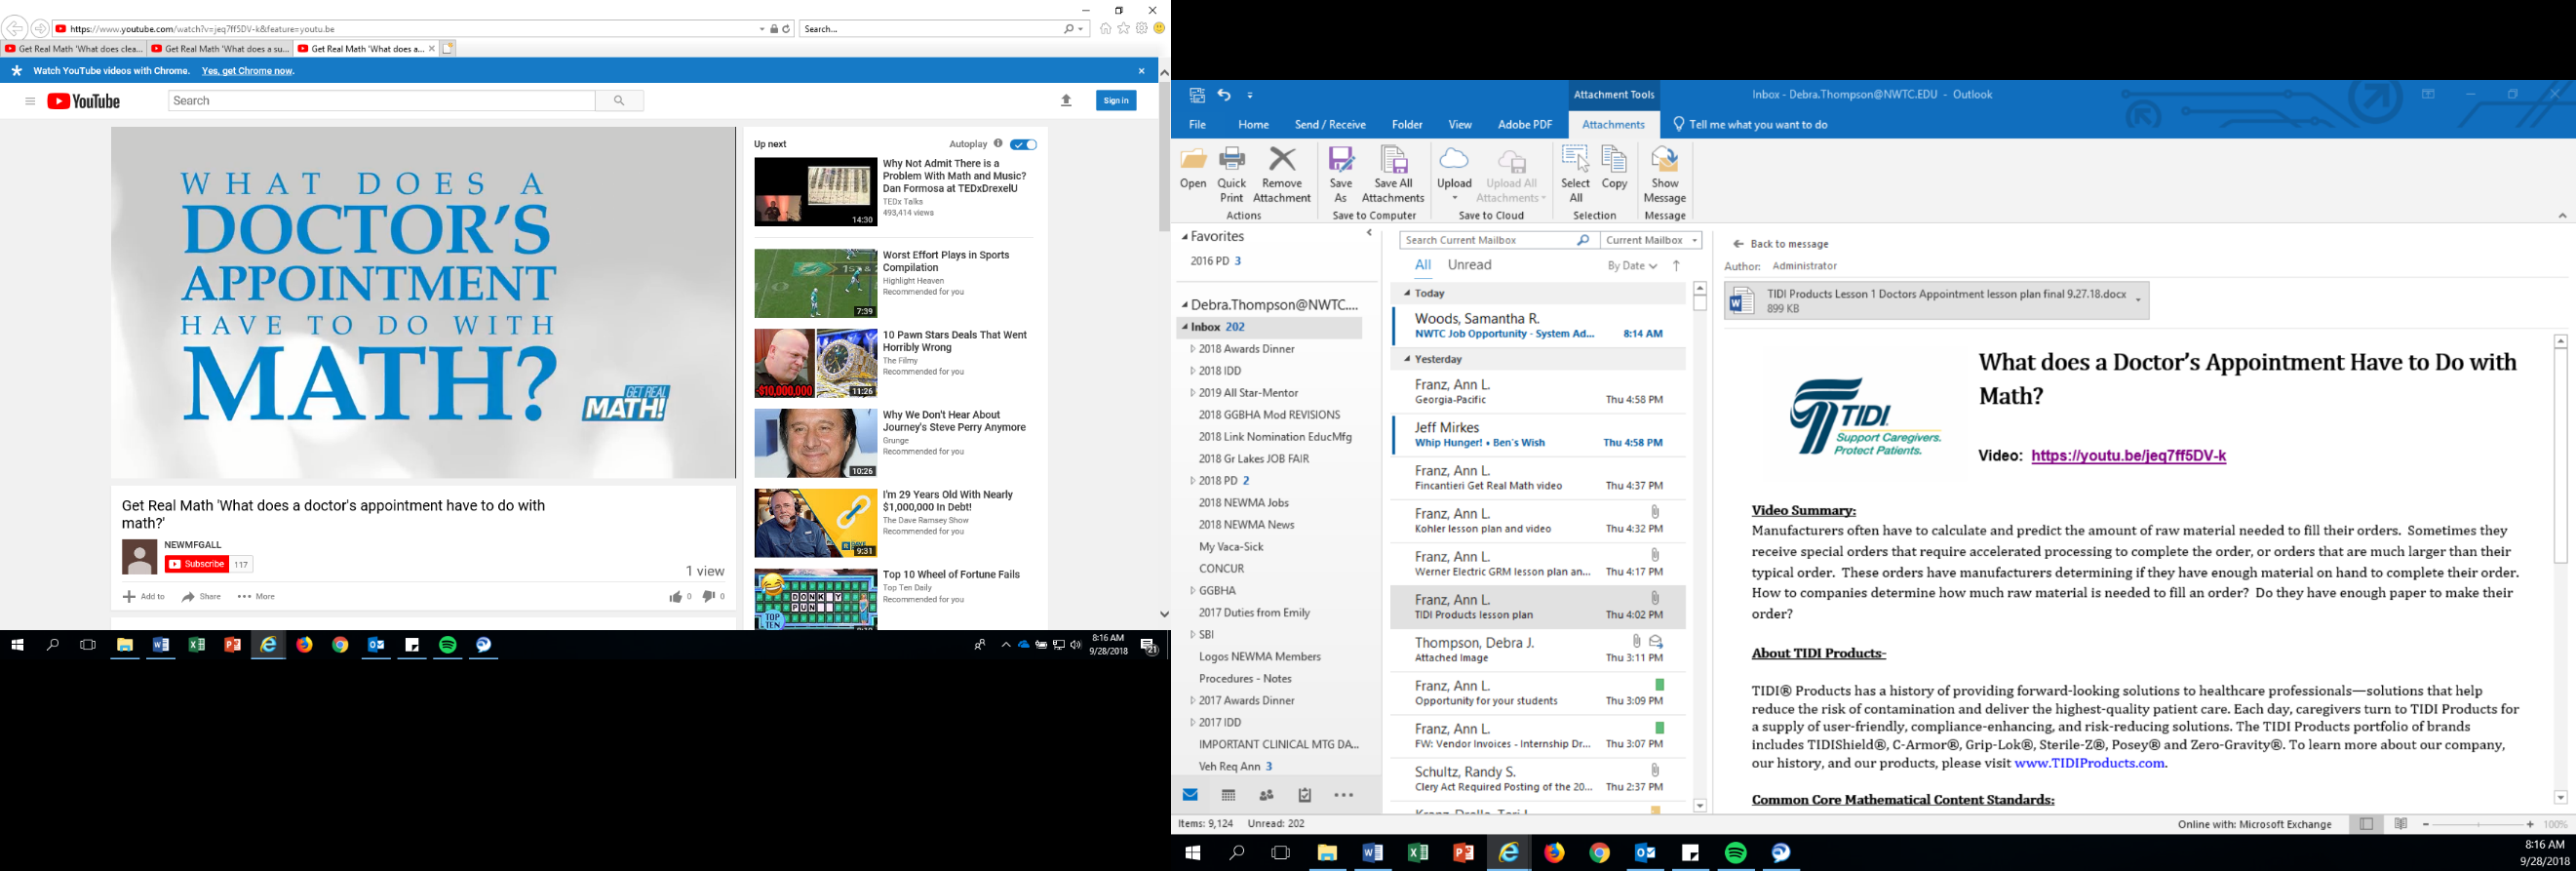 https://www.youtube.com/watch?v=jeq7ff5DV-k&feature=youtu.be
Search...
Get Real Math 'What does clea...
Get Real Math 'What does a su...
Get Real Math 'What does a...
Watch YouTube videos with Chrome. Yes, get Chrome now.
YouTube
Search
Sign in
WHAT DOES A
DOCTOR'S
APPOINTMENT
HAVE TO DO WITH
MATH?
GET REAL
MATH!
Get Real Math 'What does a doctor's appointment have to do with
math?'
NEWMFGALL
Subscribe 117
1 view
Add to Share More 0 0
Up next Autoplay
Why Not Admit There is a
Problem With Math and Music?
Dan Formosa at TEDxDrexelU
TEDx Talks
493,414 views
14:30
Worst Effort Plays in Sports
Compilation
Highlight Heaven
Recommended for you
7:39
10 Pawn Stars Deals That Went
Horribly Wrong
The Filmy
Recommended for you
-$10,000,000
11:26
Why We Don't Hear About
Journey's Steve Perry Anymore
Grunge
Recommended for you
10:26
I'm 29 Years Old With Nearly
$1,000,000 In Debt!
The Dave Ramsey Show
Recommended for you
9:31
Top 10 Wheel of Fortune Fails
Top Ten Daily
Recommended for you
DONK Y
PUN
TOP
TEN
8:16 AM
9/28/2018
21
Attachment Tools
Inbox - Debra.Thompson@NWTC.EDU - Outlook
File Home Send / Receive Folder View Adobe PDF Attachments Tell me what you want to do
Open
Quick
Print
Remove
Attachment
Save
As
Save All
Attachments
Upload
Upload All
Attachments
Select
All
Copy
Show
Message
Actions Save to Computer Save to Cloud Selection Message
Favorites
2016 PD 3
Debra.Thompson@NWTC....
Inbox 202
2018 Awards Dinner
2018 IDD
2019 All Star-Mentor
2018 GGBHA Mod REVISIONS
2018 Link Nomination EducMfg
2018 Gr Lakes JOB FAIR
2018 PD 2
2018 NEWMA Jobs
2018 NEWMA News
My Vaca-Sick
CONCUR
GGBHA
2017 Duties from Emily
SBI
Logos NEWMA Members
Procedures - Notes
2017 Awards Dinner
2017 IDD
IMPORTANT CLINICAL MTG DA...
Veh Req Ann 3
Search Current Mailbox Current Mailbox
All Unread By Date
Today
Woods, Samantha R.
NWTC Job Opportunity - System Ad... 8:14 AM
Yesterday
Franz, Ann L.
Georgia-Pacific Thu 4:58 PM
Jeff Mirkes
Whip Hunger! • Ben's Wish Thu 4:58 PM
Franz, Ann L.
Fincantieri Get Real Math video Thu 4:37 PM
Franz, Ann L.
Kohler lesson plan and video Thu 4:32 PM
Franz, Ann L.
Werner Electric GRM lesson plan an... Thu 4:17 PM
Franz, Ann L.
TIDI Products lesson plan Thu 4:02 PM
Thompson, Debra J.
Attached Image Thu 3:11 PM
Franz, Ann L.
Opportunity for your students Thu 3:09 PM
Franz, Ann L.
FW: Vendor Invoices - Internship Dr... Thu 3:07 PM
Schultz, Randy S.
Clery Act Required Posting of the 20... Thu 2:37 PM
Back to message
Author: Administrator
TIDI Products Lesson 1 Doctors Appointment lesson plan final 9.27.18.docx
899 KB
What does a Doctor's Appointment Have to Do with
Math?
TIDI.
Support Caregivers.
Protect Patients.
Video: https://youtu.be/jeq7ff5DV-k
Video Summary:
Manufacturers often have to calculate and predict the amount of raw material needed to fill their orders. Sometimes they
receive special orders that require accelerated processing to complete the order, or orders that are much larger than their
typical order. These orders have manufacturers determining if they have enough material on hand to complete their order.
How to companies determine how much raw material is needed to fill an order? Do they have enough paper to make their
order?
About TIDI Products-
TIDI® Products has a history of providing forward-looking solutions to healthcare professionals—solutions that help
reduce the risk of contamination and deliver the highest-quality patient care. Each day, caregivers turn to TIDI Products for
a supply of user-friendly, compliance-enhancing, and risk-reducing solutions. The TIDI Products portfolio of brands
includes TIDIShield®, C-Armor®, Grip-Lok®, Sterile-Z®, Posey® and Zero-Gravity®. To learn more about our company,
our history, and our products, please visit www.TIDIProducts.com.
Common Core Mathematical Content Standards:
Items: 9,124 Unread: 202
Online with: Microsoft Exchange
100%
8:16 AM
9/28/2018